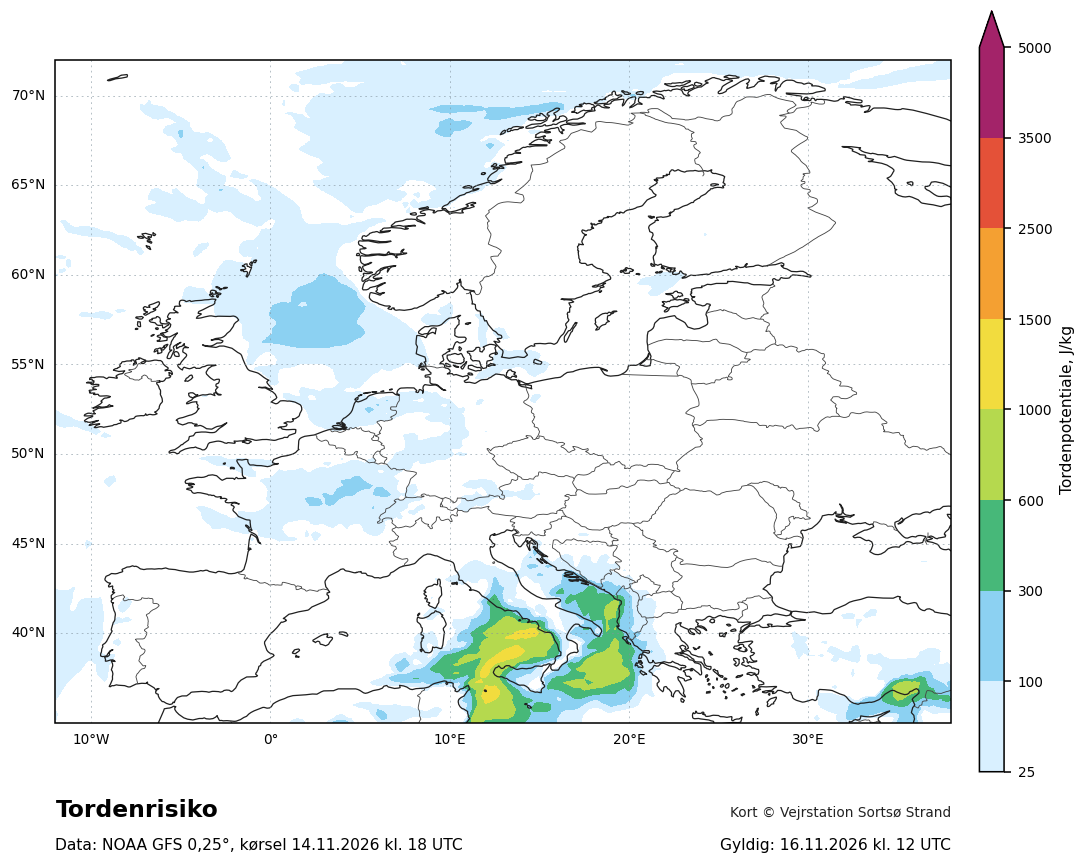 5000
3500
2500
1500
1000
600
300
100
25
Tordenpotentiale, J/kg
70°N
65°N
60°N
55°N
50°N
45°N
40°N
10°W
0°
10°E
20°E
30°E
Tordenrisiko
Kort © Vejrstation Sortsø Strand
Data: NOAA GFS 0,25°, kørsel 14.11.2026 kl. 18 UTC
Gyldig: 16.11.2026 kl. 12 UTC